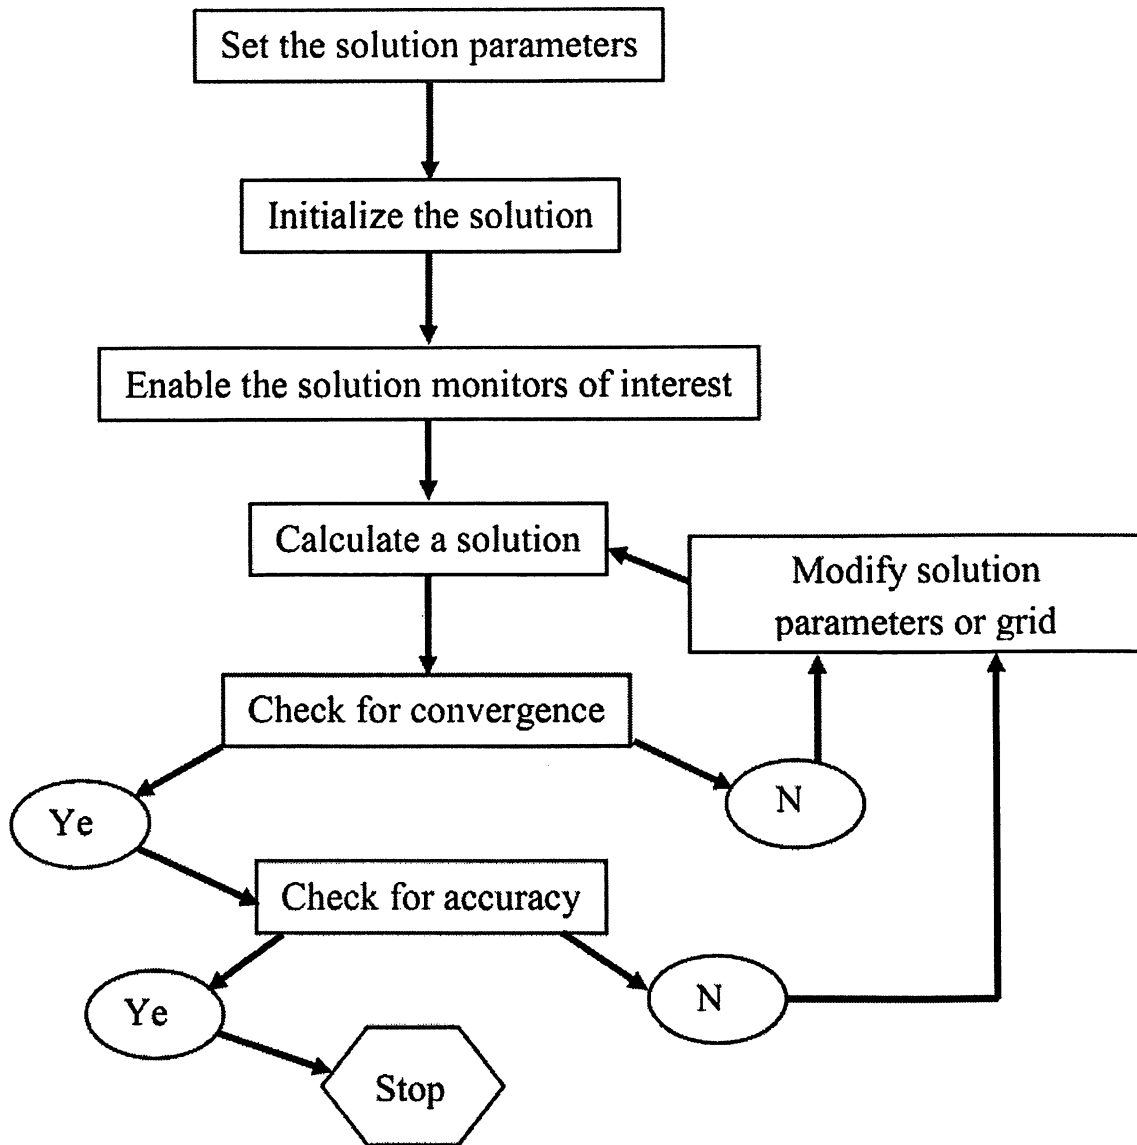 Set the solution parameters
Initialize the solution
Enable the solution monitors of interest
Calculate a solution
Modify solution
parameters or grid
Check for convergence
Ye
N
Check for accuracy
Ye
N
Stop